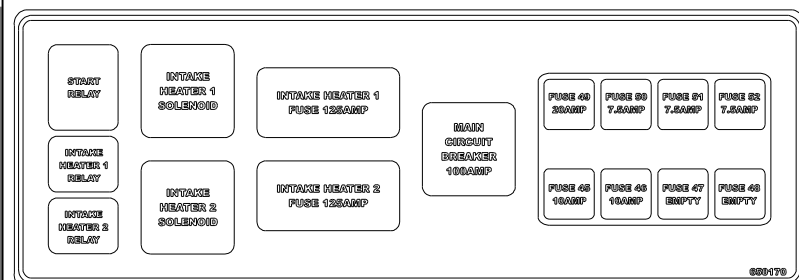 START
RELAY
INTAKE
HEATER 1
RELAY
INTAKE
HEATER 2
RELAY
INTAKE
HEATER 1
SOLENOID
INTAKE
HEATER 2
SOLENOID
INTAKE HEATER 1
FUSE 125AMP
INTAKE HEATER 2
FUSE 125AMP
MAIN
CIRCUIT
BREAKER
100AMP
FUSE 49
20AMP
FUSE 50
7.5AMP
FUSE 51
7.5AMP
FUSE 52
7.5AMP
FUSE 45
10AMP
FUSE 46
10AMP
FUSE 47
EMPTY
FUSE 48
EMPTY
650170